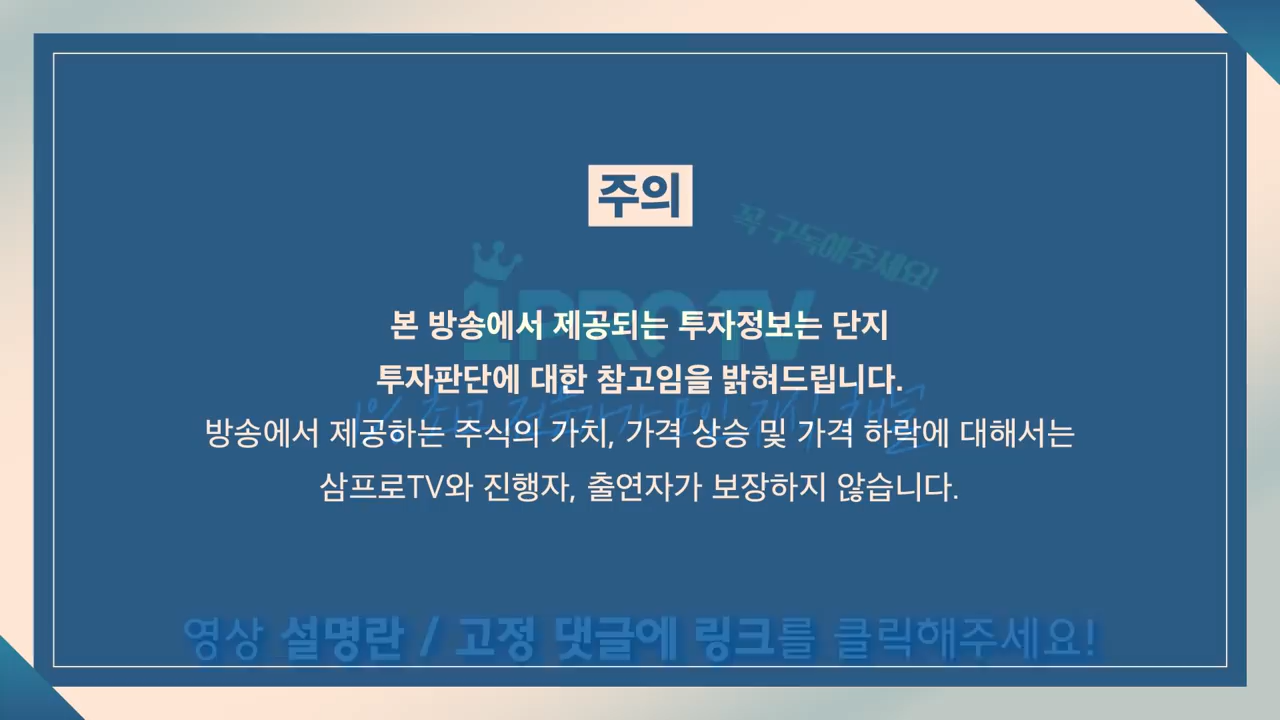 주의
꼭 구독해주세요!
1PRO TV
본 방송에서 제공되는 투자정보는 단지
투자판단에 대한 참고임을 밝혀드립니다.
방송에서 제공하는 주식의 가치, 가격 상승 및 가격 하락에 대해서는
삼프로TV와 진행자, 출연자가 보장하지 않습니다.
영상 설명란 / 고정 댓글에 링크를 클릭해주세요!